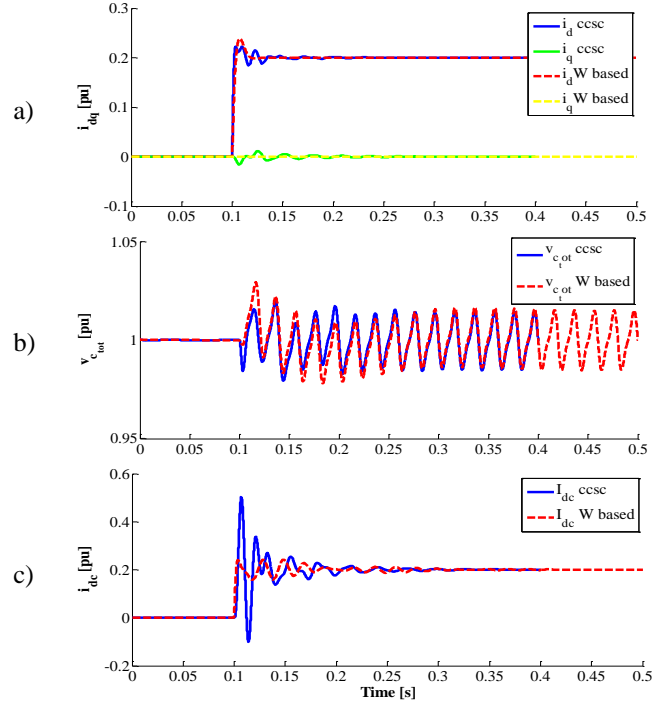 a)
i_dq [pu]
0.3
0.2
0.1
0
-0.1
i_d ccsc
i_q ccsc
i_d W based
i_q W based
0 0.05 0.1 0.15 0.2 0.25 0.3 0.35 0.4 0.45 0.5
b)
v_c_tot [pu]
1.05
1
0.95
v_c_t ot ccsc
v_c_t ot W based
0 0.05 0.1 0.15 0.2 0.25 0.3 0.35 0.4 0.45 0.5
c)
i_dc [pu]
0.6
0.4
0.2
0
-0.2
I_dc ccsc
I_dc W based
0 0.05 0.1 0.15 0.2 0.25 0.3 0.35 0.4 0.45 0.5
Time [s]